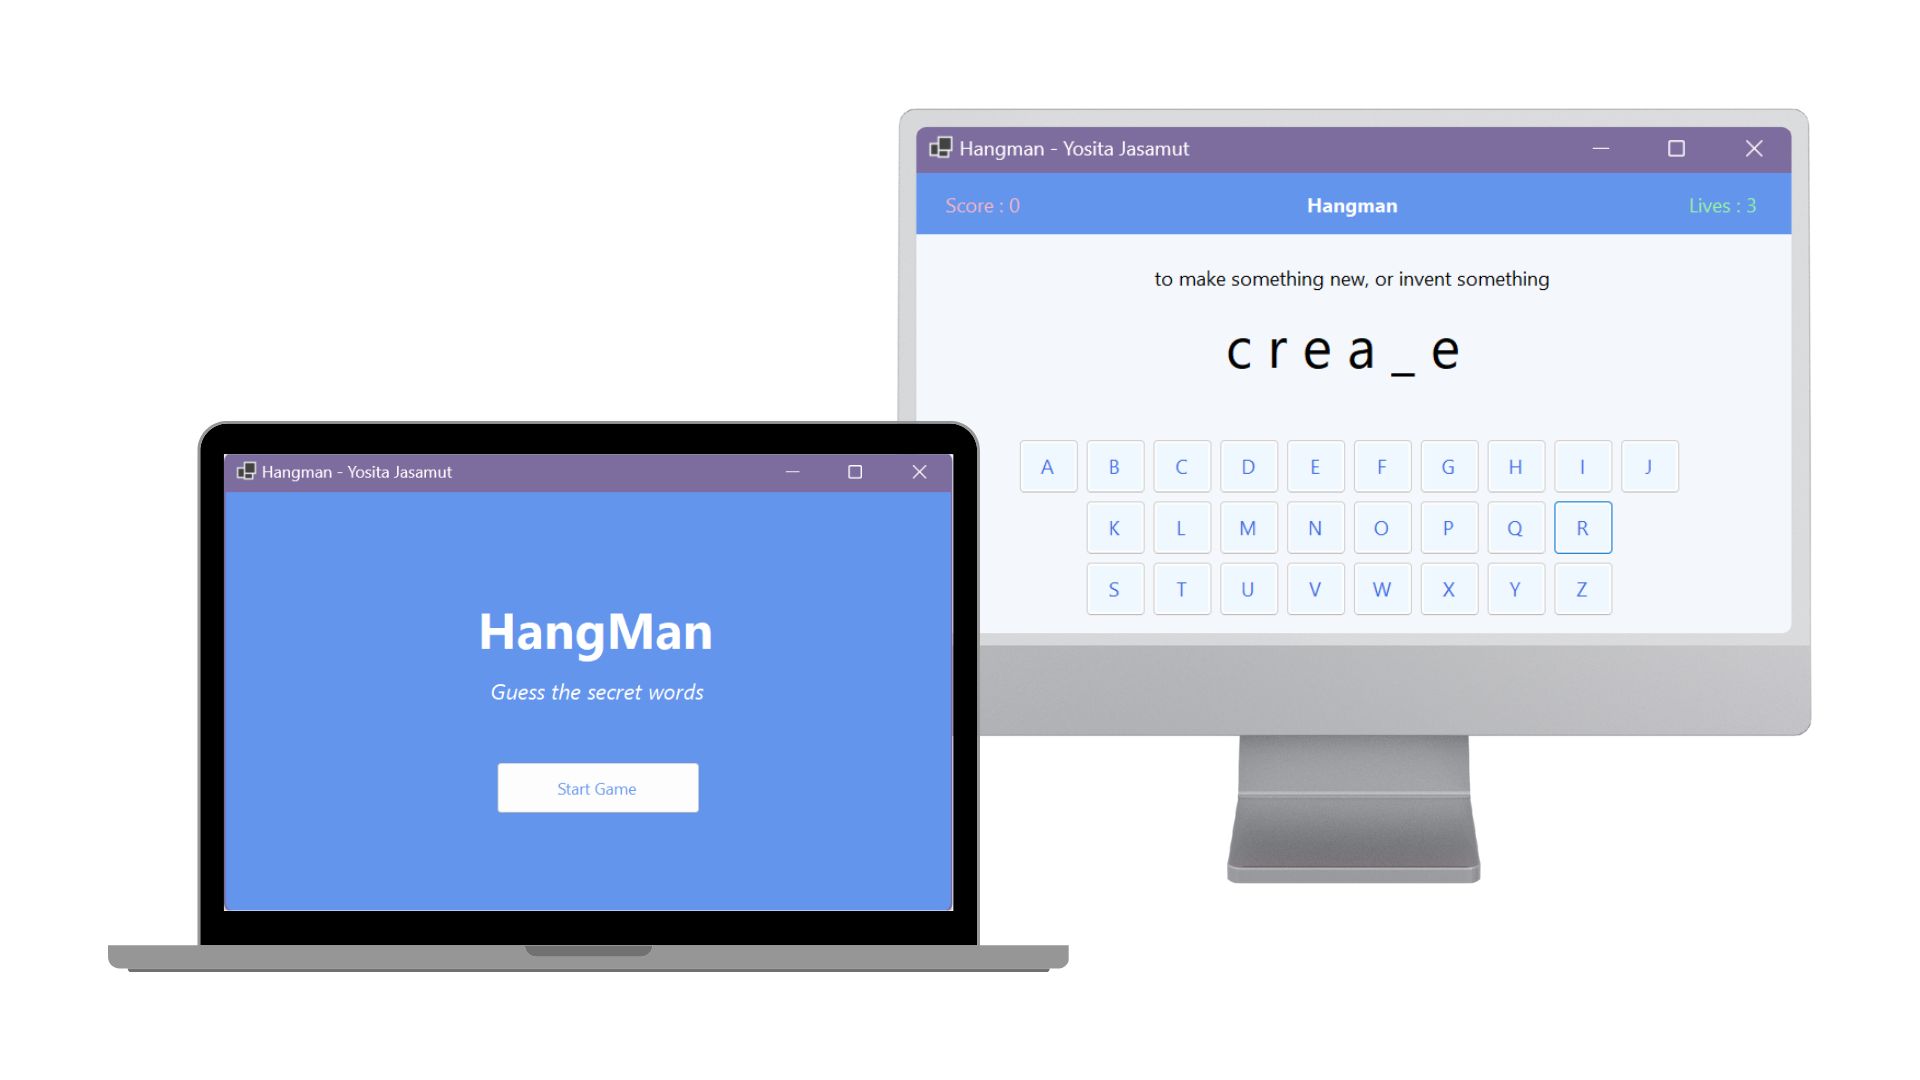 Hangman - Yosita Jasamut
Score : 0
Hangman
Lives : 3
to make something new, or invent something
c r e a _ e
A B C D E F G H I J
K L M N O P Q R
S T U V W X Y Z
Hangman - Yosita Jasamut
HangMan
Guess the secret words
Start Game